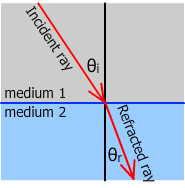 Incident ray
θi
medium 1
medium 2
Refracted ray
θr